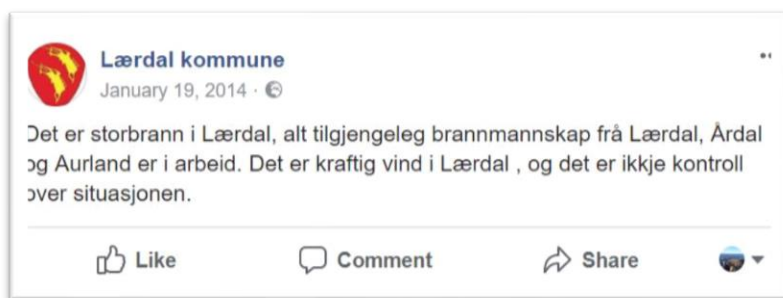 Lærdal kommune
January 19, 2014 ·
Det er storbrann i Lærdal, alt tilgjengeleg brannmannskap frå Lærdal, Årdal
og Aurland er i arbeid. Det er kraftig vind i Lærdal , og det er ikkje kontroll
over situasjonen.
Like Comment Share